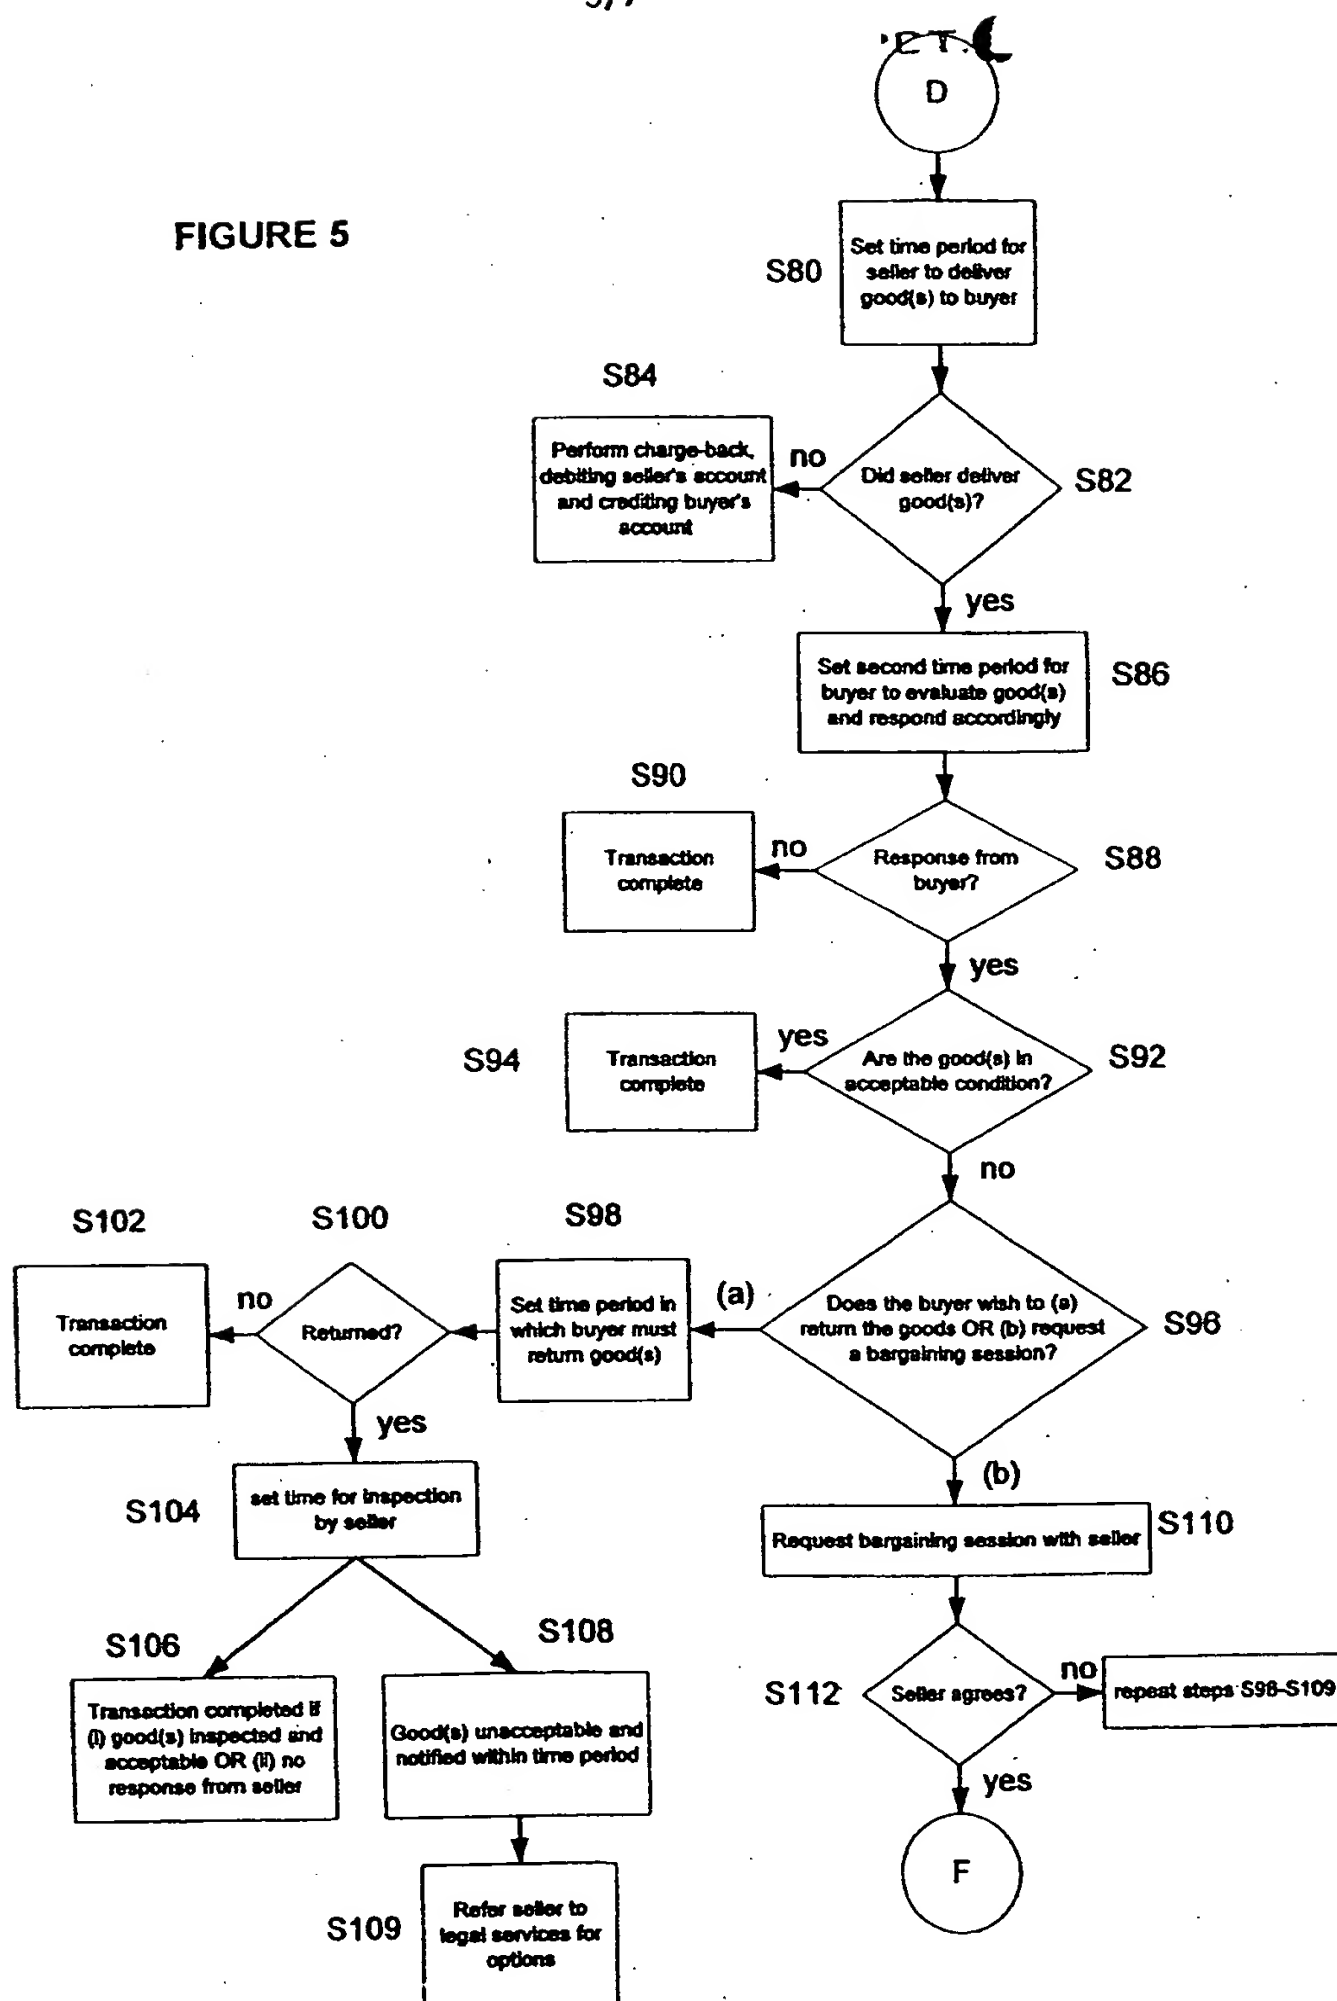 D
FIGURE 5
S80
Set time period for
seller to deliver
good(s) to buyer
S84
Perform charge-back,
debiting seller's account
and crediting buyer's
account
no
Did seller deliver
good(s)?
S82
yes
Set second time period for
buyer to evaluate good(s)
and respond accordingly
S86
S90
Transaction
complete
no
Response from
buyer?
S88
yes
S94
Transaction
complete
yes
Are the good(s) in
acceptable condition?
S92
no
S102
S100
S98
Transaction
complete
no
Returned?
Set time period in
which buyer must
return good(s)
(a)
Does the buyer wish to (a)
return the goods OR (b) request
a bargaining session?
S96
yes
(b)
S104
set time for inspection
by seller
Request bargaining session with seller
S110
S106
S108
Transaction completed if
(i) good(s) inspected and
acceptable OR (ii) no
response from seller
Good(s) unacceptable and
notified within time period
S112
Seller agrees?
no
repeat steps S98-S109
yes
F
S109
Refer seller to
legal services for
options